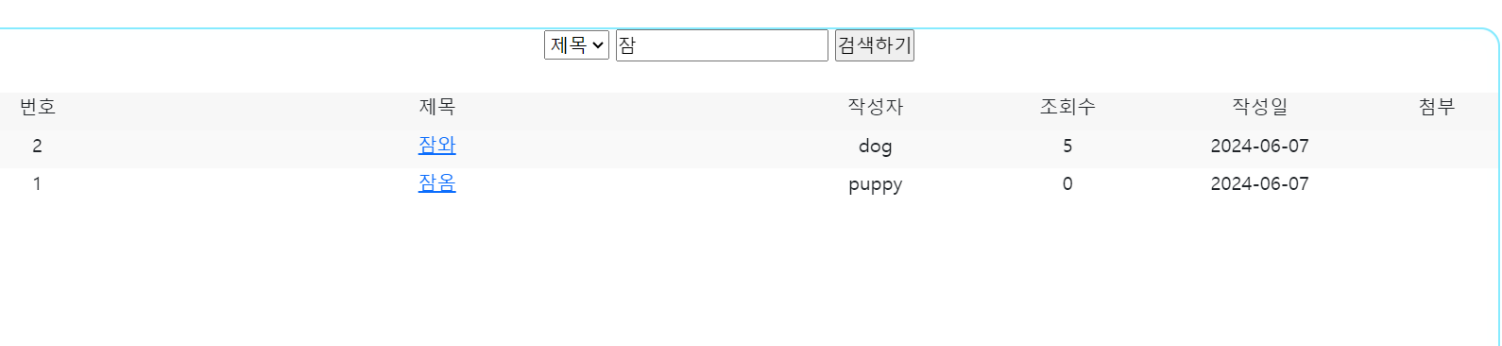 제목 잠 검색하기
번호 제목 작성자 조회수 작성일 첨부
2 잠와 dog 5 2024-06-07
1 잠옴 puppy 0 2024-06-07